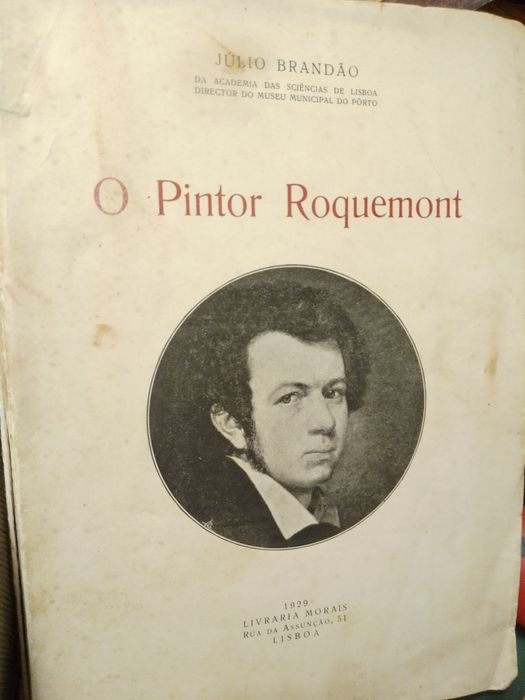 JÚLIO BRANDÃO
DA ACADEMIA DAS SCIÊNCIAS DE LISBOA
DIRECTOR DO MUSEU MUNICIPAL DO PÔRTO
O Pintor Roquemont
1929
LIVRARIA MORAIS
RUA DA ASSUNÇÃO, 51
LISBOA